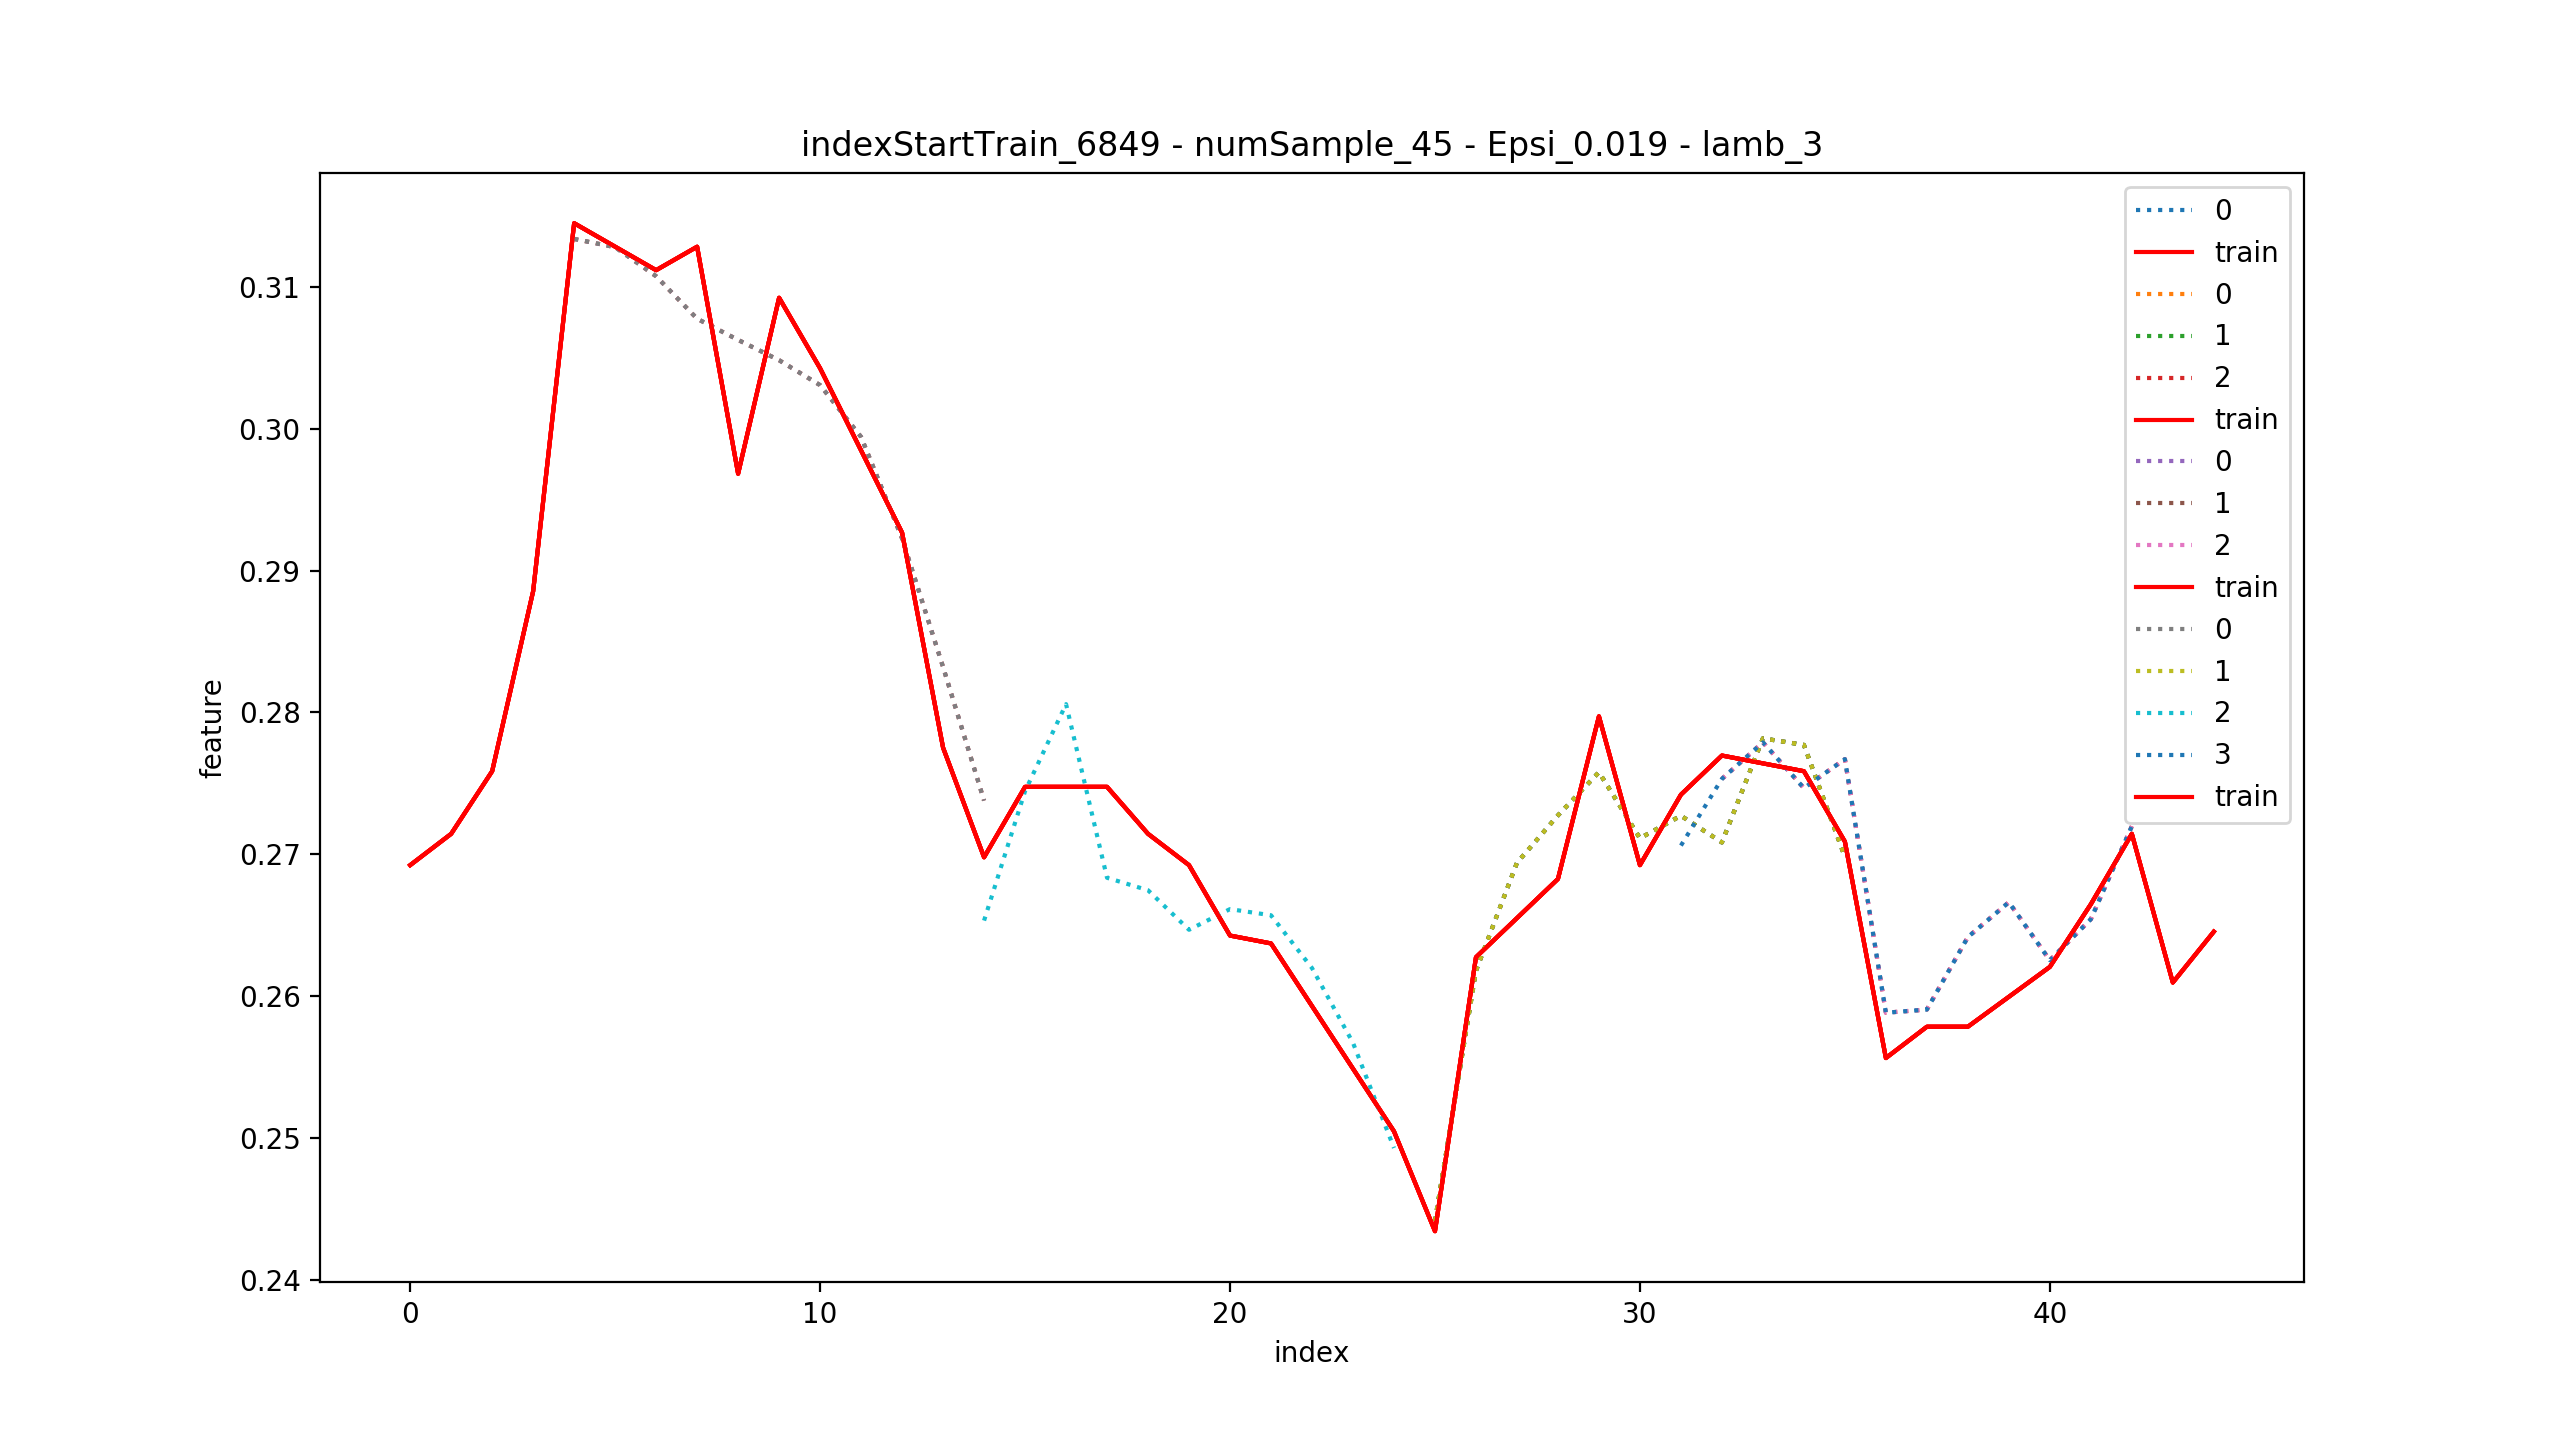 indexStartTrain_6849 - numSample_45 - Epsi_0.019 - lamb_3
0
train
0
1
2
train
0
1
2
train
0
1
2
3
train
feature
0.31
0.30
0.29
0.28
0.27
0.26
0.25
0.24
0 10 20 30 40
index